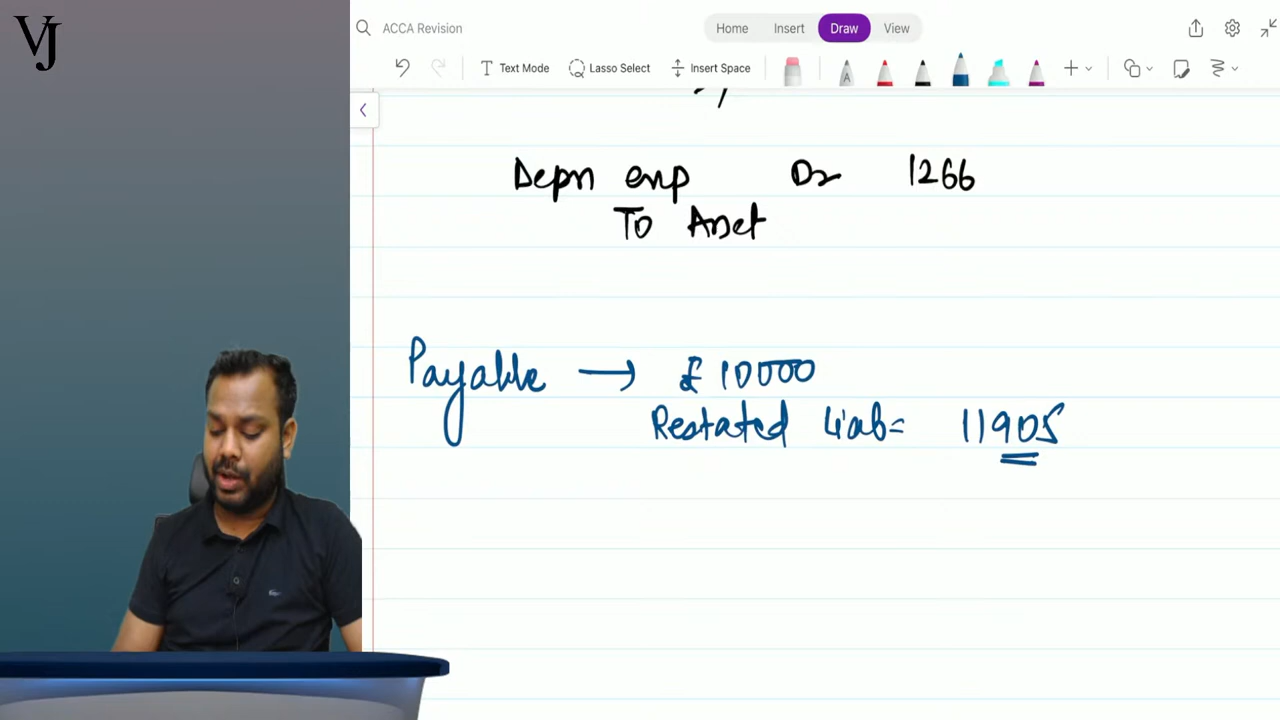 VJ
ACCA Revision
Home Insert Draw View
Text Mode Lasso Select Insert Space
Depn exp Dr 1266
To Asset
Payable → £10000
Restated liab= 11905